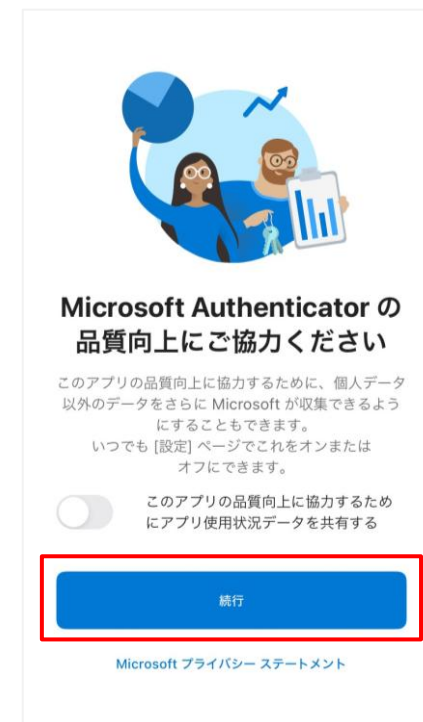 Microsoft Authenticator の
品質向上にご協力ください
このアプリの品質向上に協力するために、個人データ
以外のデータをさらに Microsoft が収集できるよう
にすることもできます。
いつでも [設定] ページでこれをオンまたは
オフにできます。
このアプリの品質向上に協力するため
にアプリ使用状況データを共有する
続行
Microsoft プライバシー ステートメント